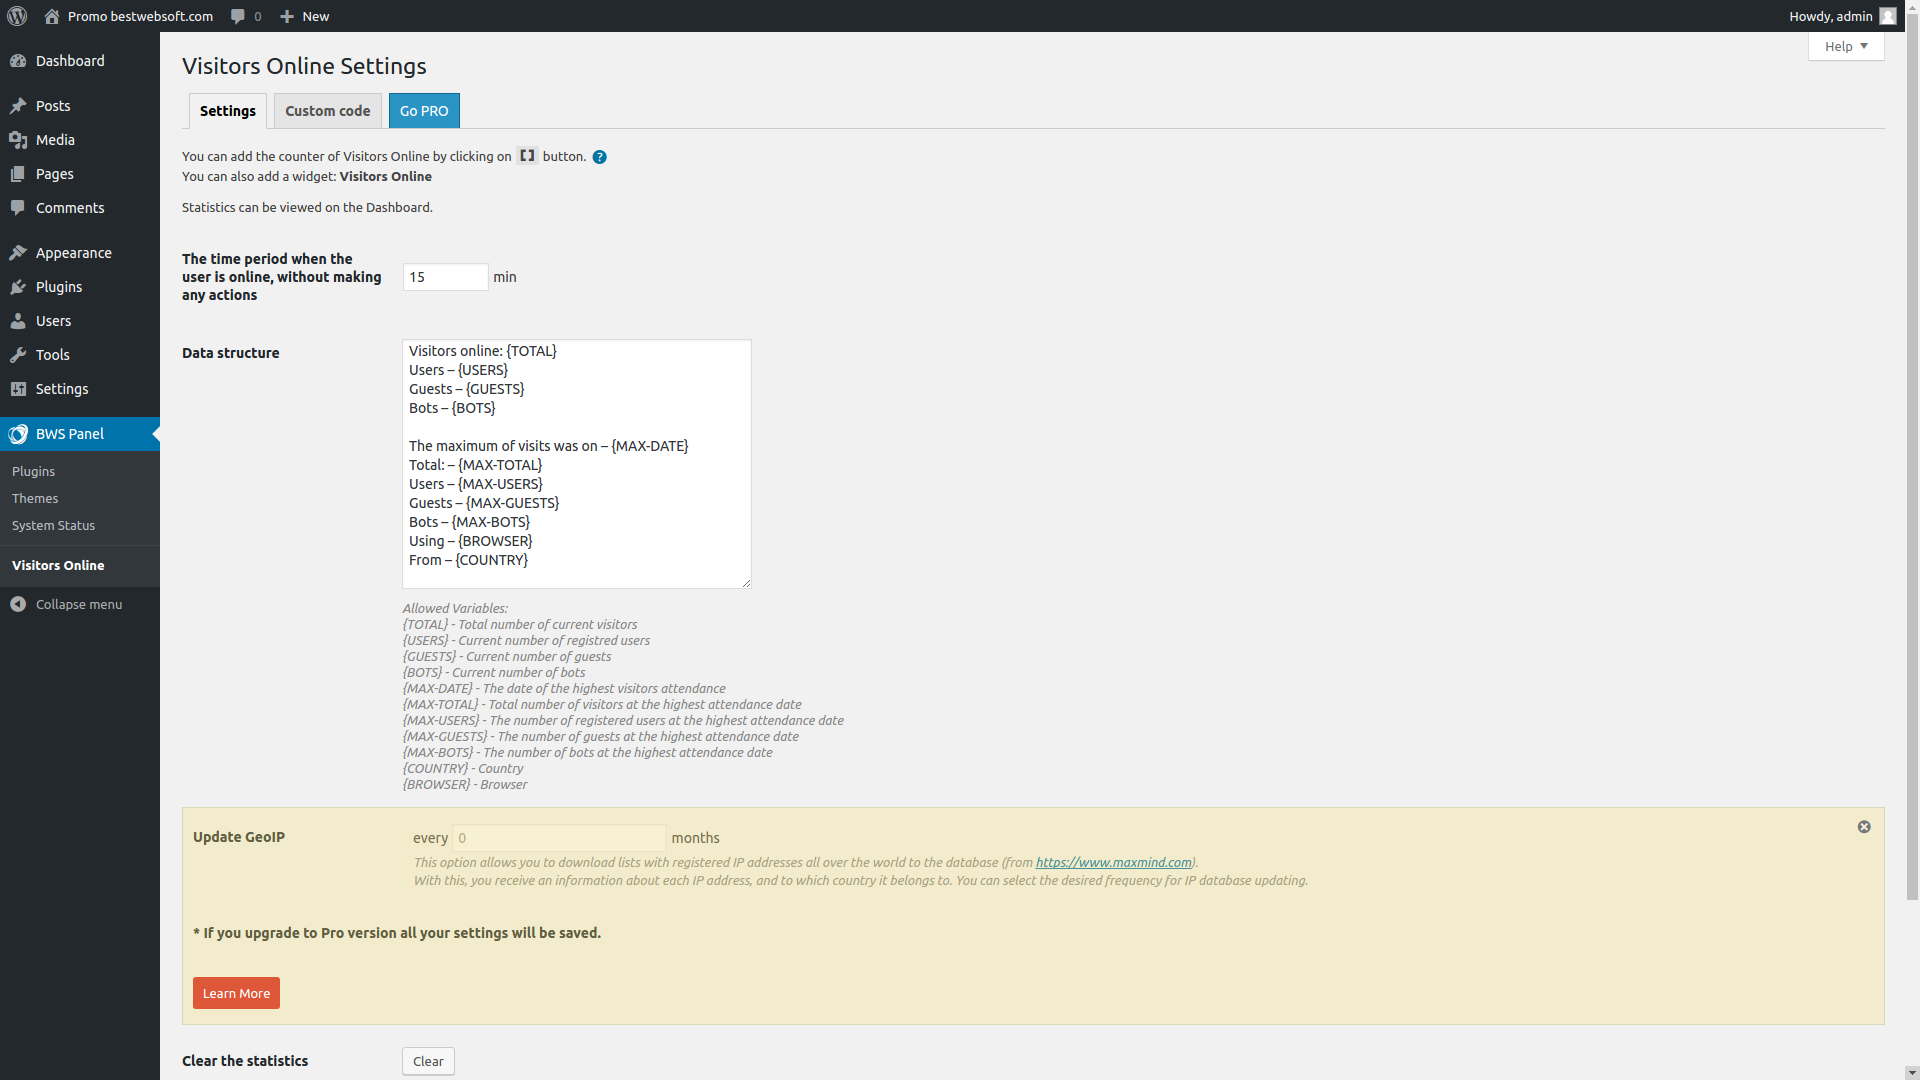 Promo bestwebsoft.com
0
New
Howdy, admin
Help
Dashboard
Posts
Media
Pages
Comments
Appearance
Plugins
Users
Tools
Settings
BWS Panel
Plugins
Themes
System Status
Visitors Online
Collapse menu
Visitors Online Settings
Settings
Custom code
Go PRO
You can add the counter of Visitors Online by clicking on [] button. ?
You can also add a widget: Visitors Online
Statistics can be viewed on the Dashboard.
The time period when the
user is online, without making
any actions
15 min
Data structure
Visitors online: {TOTAL}
Users – {USERS}
Guests – {GUESTS}
Bots – {BOTS}
The maximum of visits was on – {MAX-DATE}
Total: – {MAX-TOTAL}
Users – {MAX-USERS}
Guests – {MAX-GUESTS}
Bots – {MAX-BOTS}
Using – {BROWSER}
From – {COUNTRY}
Allowed Variables:
{TOTAL} - Total number of current visitors
{USERS} - Current number of registred users
{GUESTS} - Current number of guests
{BOTS} - Current number of bots
{MAX-DATE} - The date of the highest visitors attendance
{MAX-TOTAL} - Total number of visitors at the highest attendance date
{MAX-USERS} - The number of registered users at the highest attendance date
{MAX-GUESTS} - The number of guests at the highest attendance date
{MAX-BOTS} - The number of bots at the highest attendance date
{COUNTRY} - Country
{BROWSER} - Browser
Update GeoIP
every 0 months
This option allows you to download lists with registered IP addresses all over the world to the database (from https://www.maxmind.com).
With this, you receive an information about each IP address, and to which country it belongs to. You can select the desired frequency for IP database updating.
* If you upgrade to Pro version all your settings will be saved.
Learn More
Clear the statistics
Clear